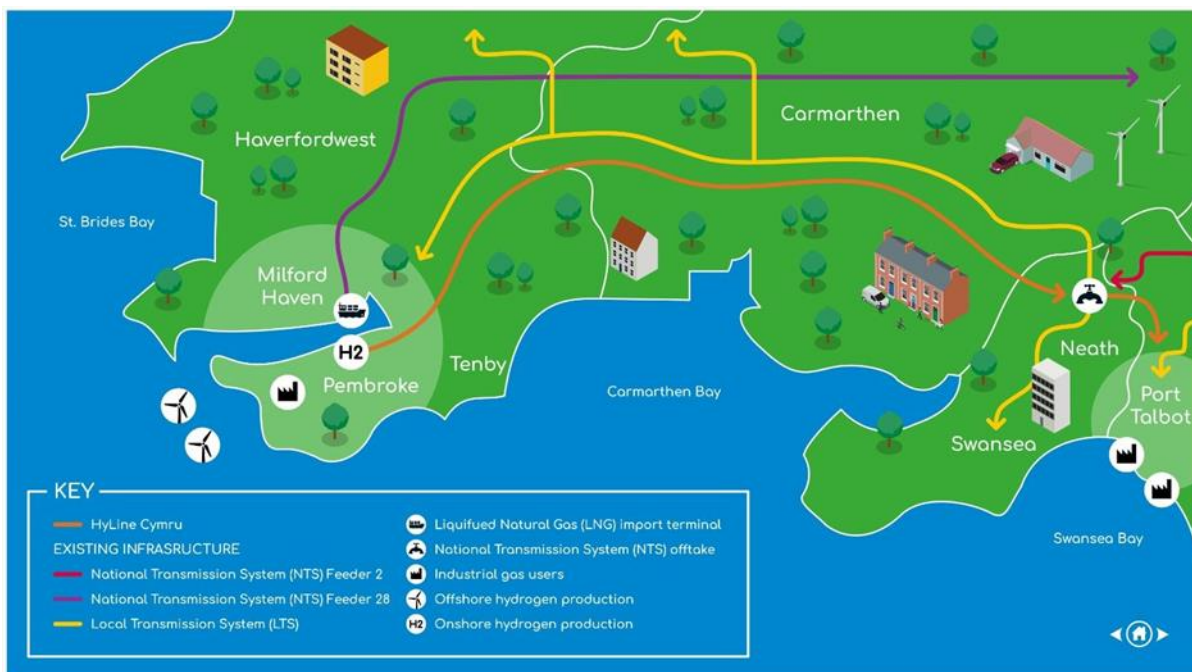 Haverfordwest
Carmarthen
St. Brides Bay
Milford
Haven
H2
Pembroke
Tenby
Carmarthen Bay
Neath
Port
Talbot
Swansea
Swansea Bay
KEY
HyLine Cymru
EXISTING INFRASRUCTURE
National Transmission System (NTS) Feeder 2
National Transmission System (NTS) Feeder 28
Local Transmission System (LTS)
Liquifued Natural Gas (LNG) import terminal
National Transmission System (NTS) offtake
Industrial gas users
Offshore hydrogen production
H2 Onshore hydrogen production